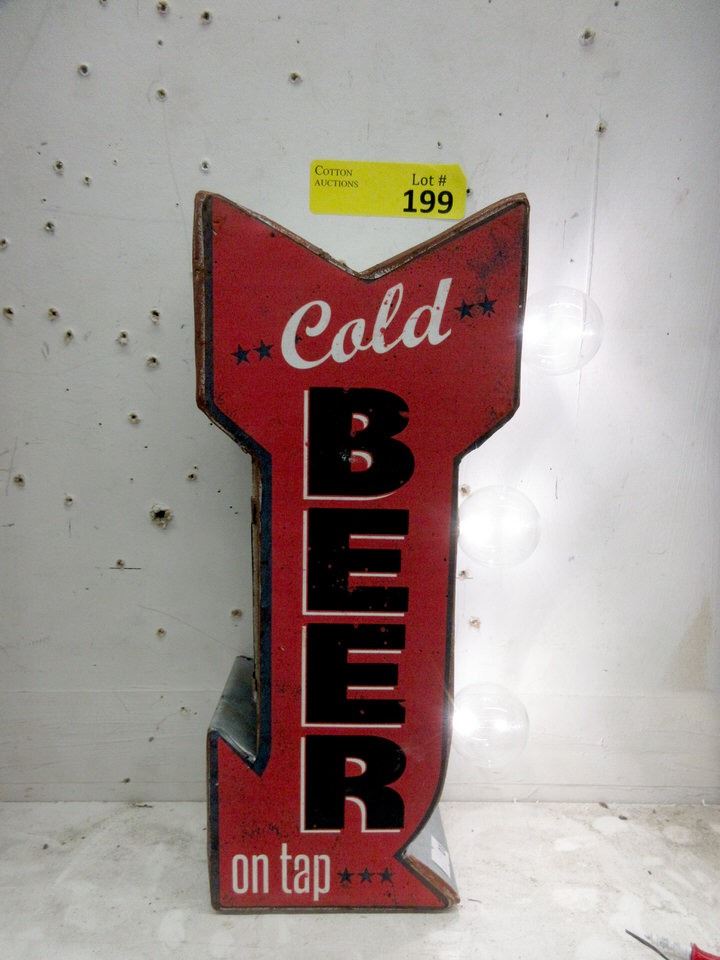 COTTON
AUCTIONS
Lot #
199
Cold
BEER
on tap